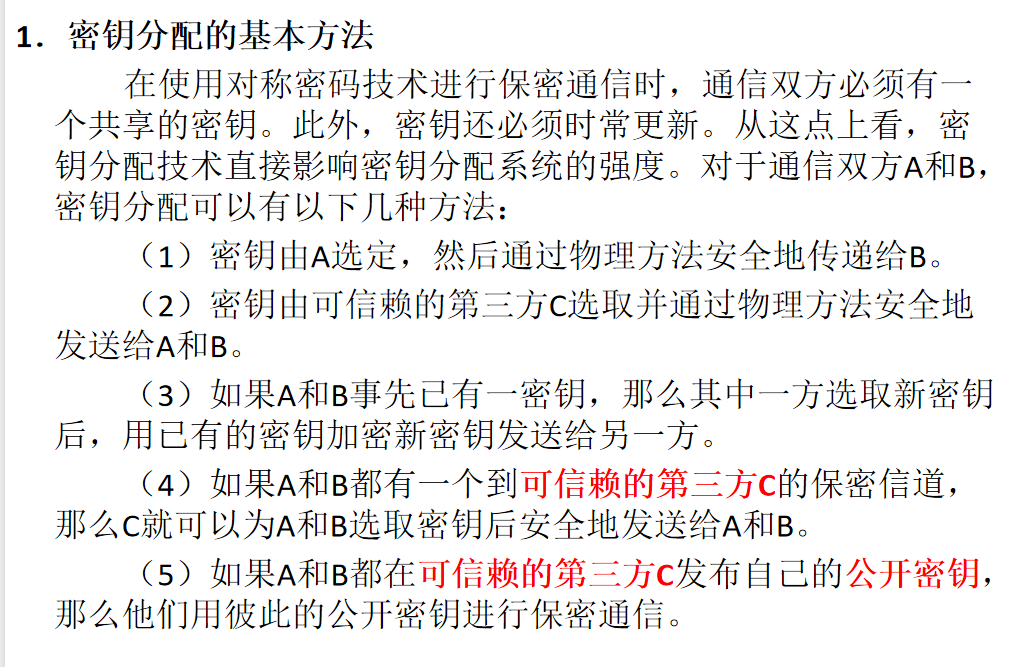 1．密钥分配的基本方法
在使用对称密码技术进行保密通信时，通信双方必须有一
个共享的密钥。此外，密钥还必须时常更新。从这点上看，密
钥分配技术直接影响密钥分配系统的强度。对于通信双方A和B，
密钥分配可以有以下几种方法：
（1）密钥由A选定，然后通过物理方法安全地传递给B。
（2）密钥由可信赖的第三方C选取并通过物理方法安全地
发送给A和B。
（3）如果A和B事先已有一密钥，那么其中一方选取新密钥
后，用已有的密钥加密新密钥发送给另一方。
（4）如果A和B都有一个到可信赖的第三方C的保密信道，
那么C就可以为A和B选取密钥后安全地发送给A和B。
（5）如果A和B都在可信赖的第三方C发布自己的公开密钥，
那么他们用彼此的公开密钥进行保密通信。